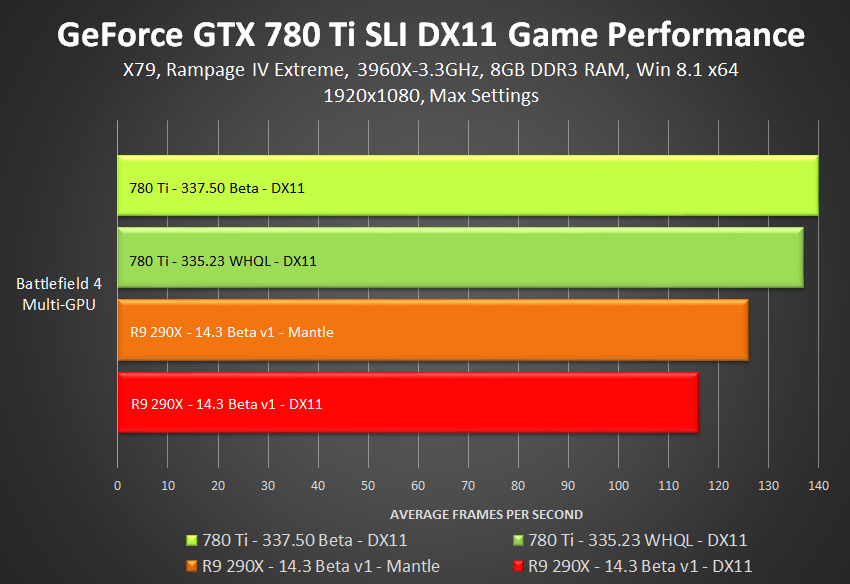 GeForce GTX 780 Ti SLI DX11 Game Performance
X79, Rampage IV Extreme, 3960X-3.3GHz, 8GB DDR3 RAM, Win 8.1 x64
1920x1080, Max Settings
780 Ti - 337.50 Beta - DX11
780 Ti - 335.23 WHQL - DX11
Battlefield 4
Multi-GPU
R9 290X - 14.3 Beta v1 - Mantle
R9 290X - 14.3 Beta v1 - DX11
0 10 20 30 40 50 60 70 80 90 100 110 120 130 140
AVERAGE FRAMES PER SECOND
780 Ti - 337.50 Beta - DX11
780 Ti - 335.23 WHQL - DX11
R9 290X - 14.3 Beta v1 - Mantle
R9 290X - 14.3 Beta v1 - DX11